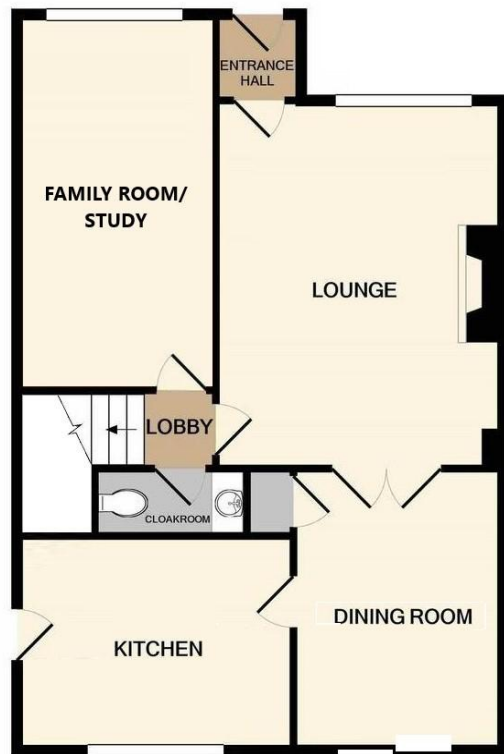 ENTRANCE
HALL
FAMILY ROOM/
STUDY
LOUNGE
LOBBY
CLOAKROOM
DINING ROOM
KITCHEN